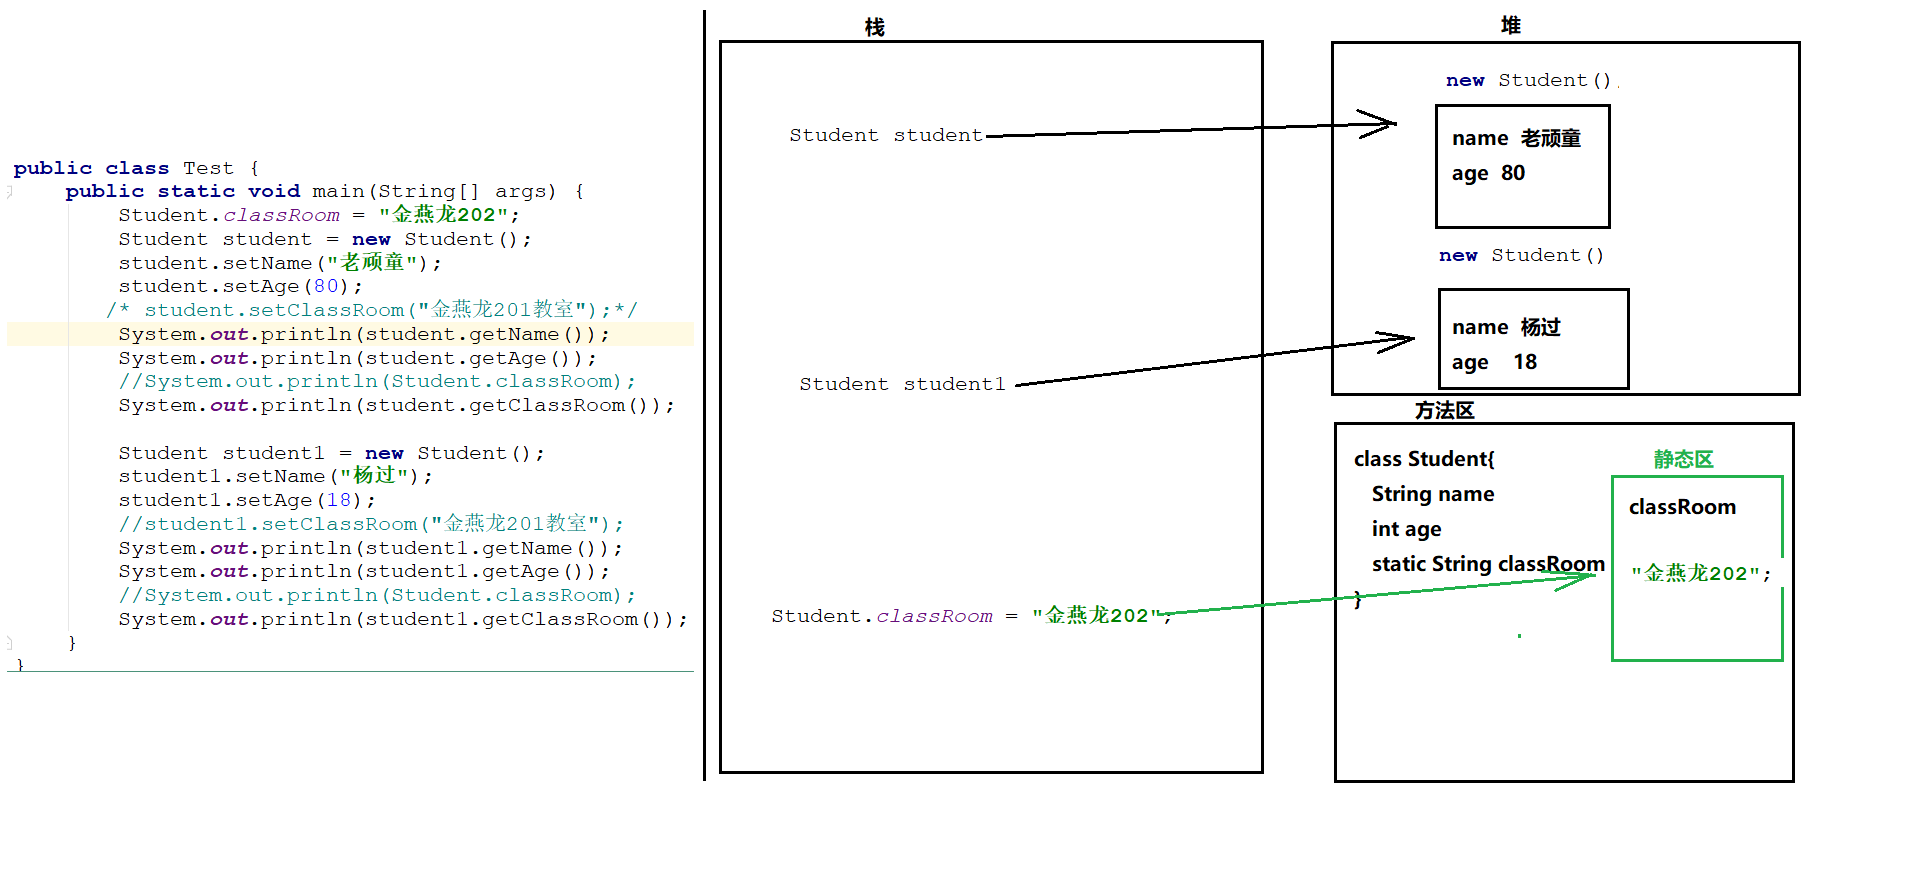 public class Test {
public static void main(String[] args) {
Student.classRoom = "金燕龙202";
Student student = new Student();
student.setName("老顽童");
student.setAge(80);
/* student.setClassRoom("金燕龙201教室");*/
System.out.println(student.getName());
System.out.println(student.getAge());
//System.out.println(Student.classRoom);
System.out.println(student.getClassRoom());
Student student1 = new Student();
student1.setName("杨过");
student1.setAge(18);
//student1.setClassRoom("金燕龙201教室");
System.out.println(student1.getName());
System.out.println(student1.getAge());
//System.out.println(Student.classRoom);
System.out.println(student1.getClassRoom());
}
}
栈
Student student
Student student1
Student.classRoom = "金燕龙202";
堆
new Student()
name 老顽童
age 80
new Student()
name 杨过
age 18
方法区
class Student{
String name
int age
static String classRoom
}
静态区
classRoom
"金燕龙202";